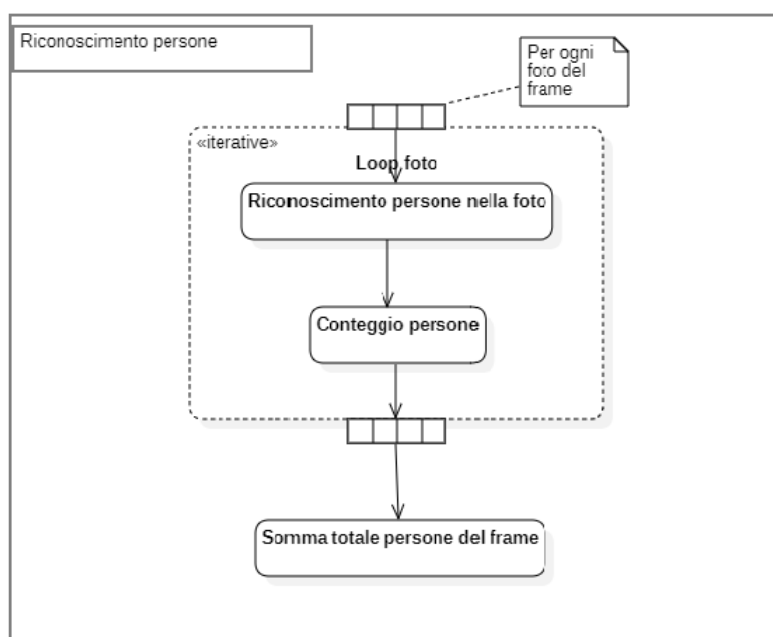 Riconoscimento persone
Per ogni
foto del
frame
«iterative»
Loop foto
Riconoscimento persone nella foto
Conteggio persone
Somma totale persone del frame